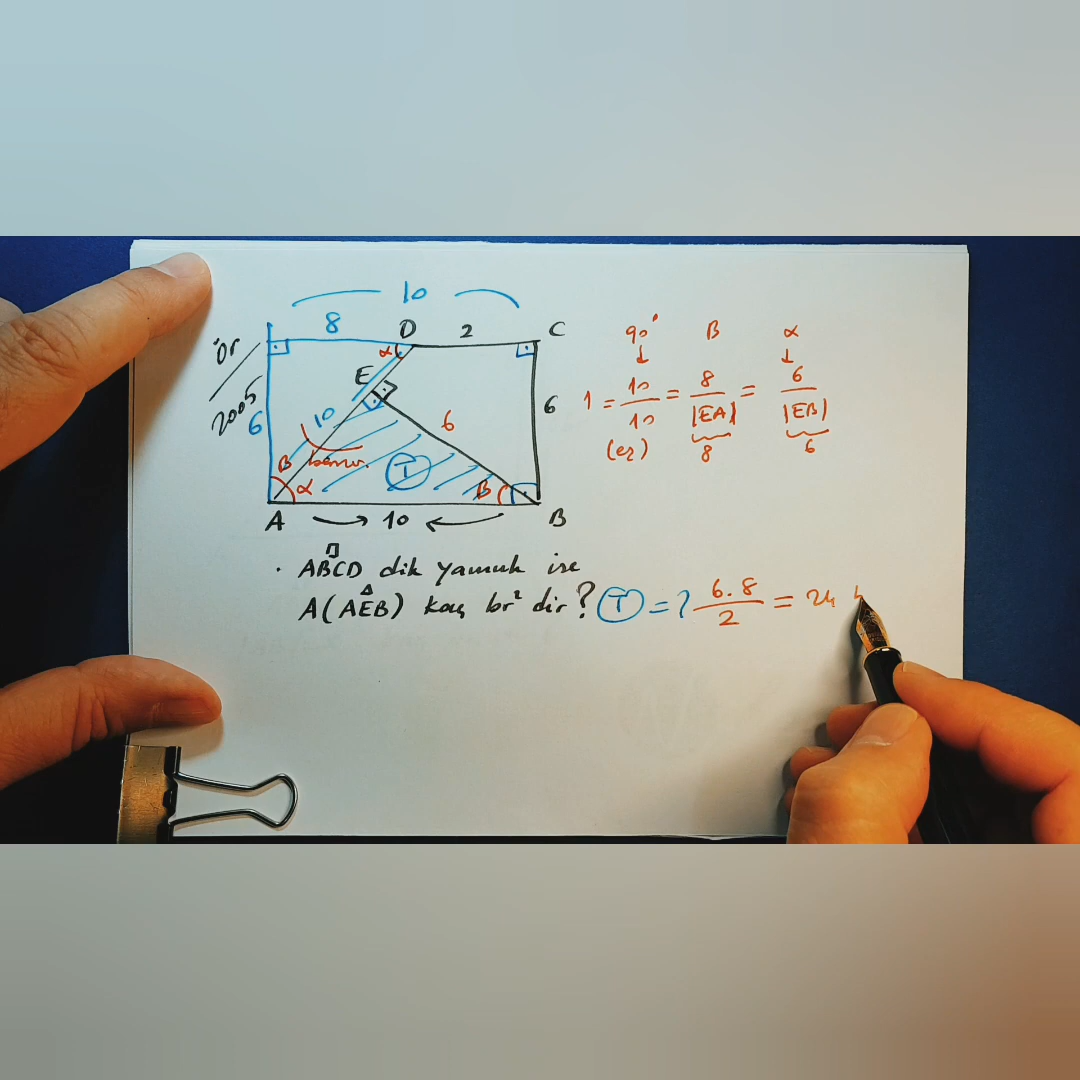 10
ör 2005
8 D 2 C
α
E
6
10
6
6
β benz.
α
T
β
A 10 B
90° β α
↓ ↓
1 = 10/10 = 8/|EA| = 6/|EB|
(eş) 8 6
· ABCD dik yamuk ise
A(AEB) kaç br² dir? T = ? 6.8/2 = 24